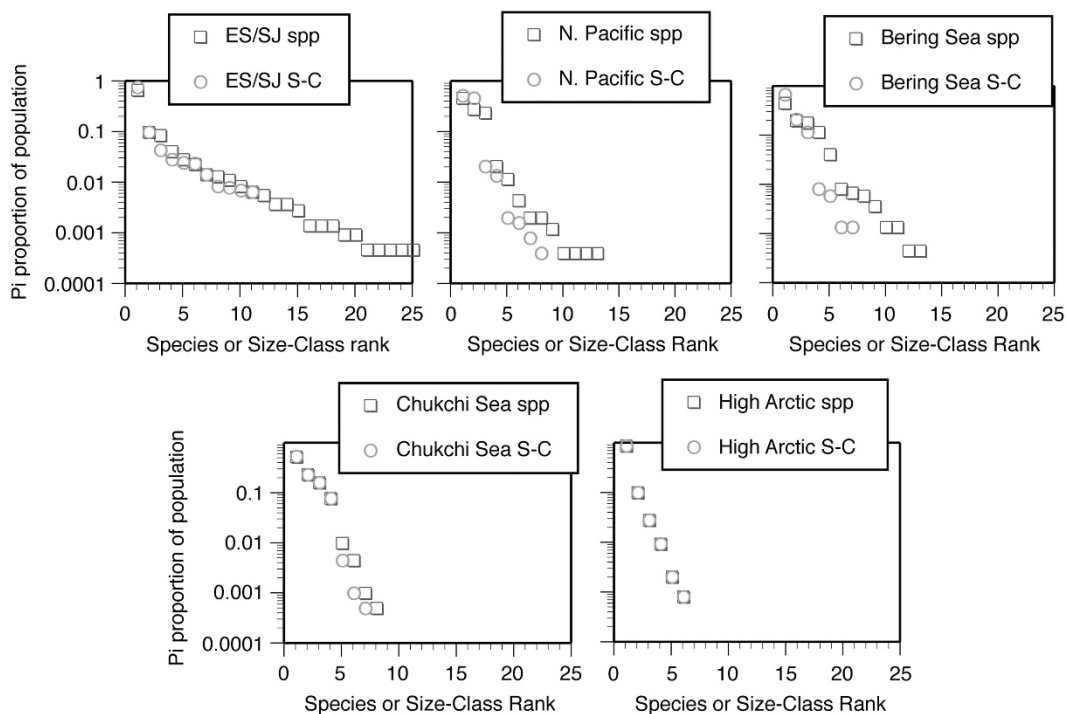 ES/SJ spp
ES/SJ S-C
N. Pacific spp
N. Pacific S-C
Bering Sea spp
Bering Sea S-C
Pi proportion of population
1
0.1
0.01
0.001
0.0001
0 5 10 15 20 25
0 5 10 15 20 25
0 5 10 15 20 25
Species or Size-Class rank
Species or Size-Class Rank
Species or Size-Class Rank
Chukchi Sea spp
Chukchi Sea S-C
High Arctic spp
High Arctic S-C
Pi proportion of population
0.1
0.01
0.001
0.0001
0 5 10 15 20 25
0 5 10 15 20 25
Species or Size-Class Rank
Species or Size-Class Rank